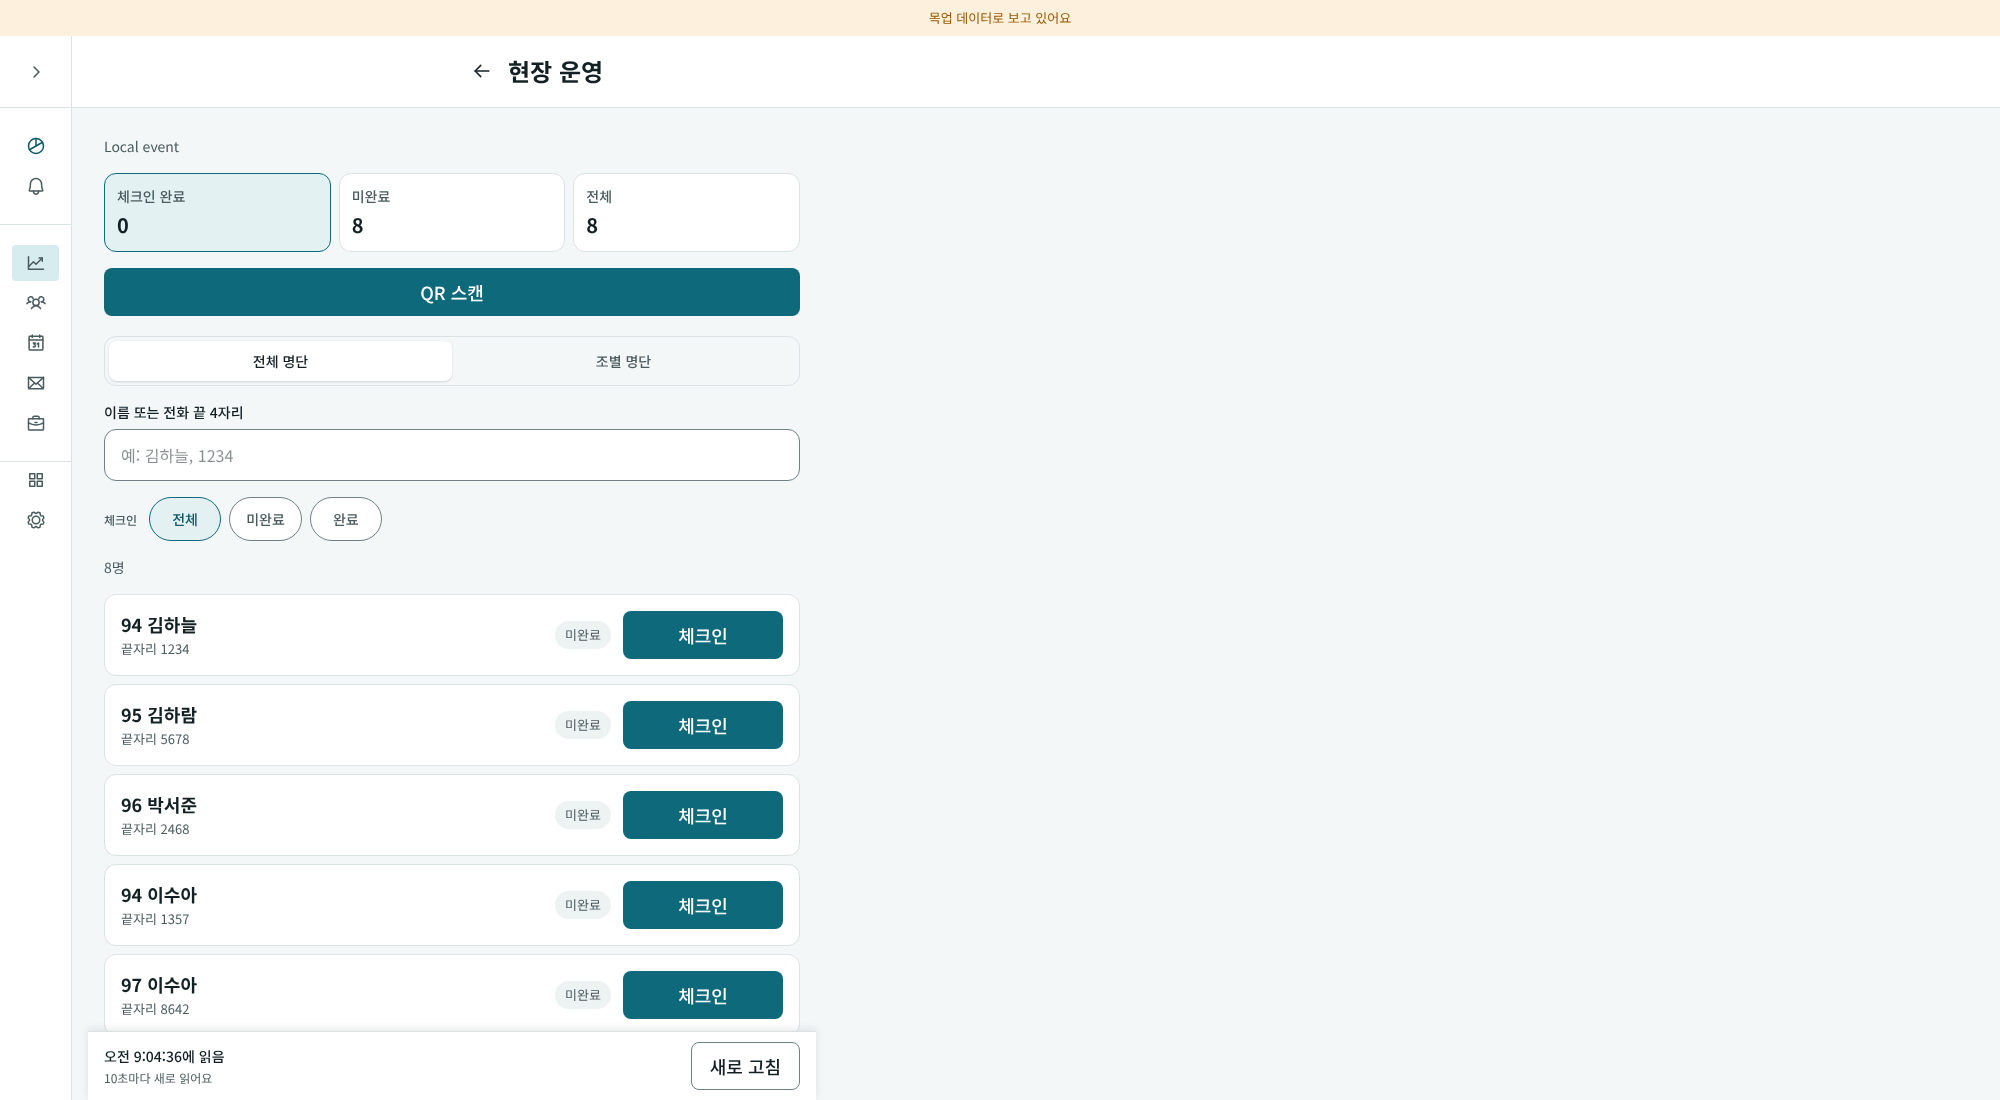 목업 데이터로 보고 있어요
현장 운영
Local event
체크인 완료
0
미완료
8
전체
8
QR 스캔
전체 명단
조별 명단
이름 또는 전화 끝 4자리
예: 김하늘, 1234
체크인
전체
미완료
완료
8명
94 김하늘
끝자리 1234
미완료
체크인
95 김하람
끝자리 5678
미완료
체크인
96 박서준
끝자리 2468
미완료
체크인
94 이수아
끝자리 1357
미완료
체크인
97 이수아
끝자리 8642
미완료
체크인
오전 9:04:36에 읽음
10초마다 새로 읽어요
새로 고침
31